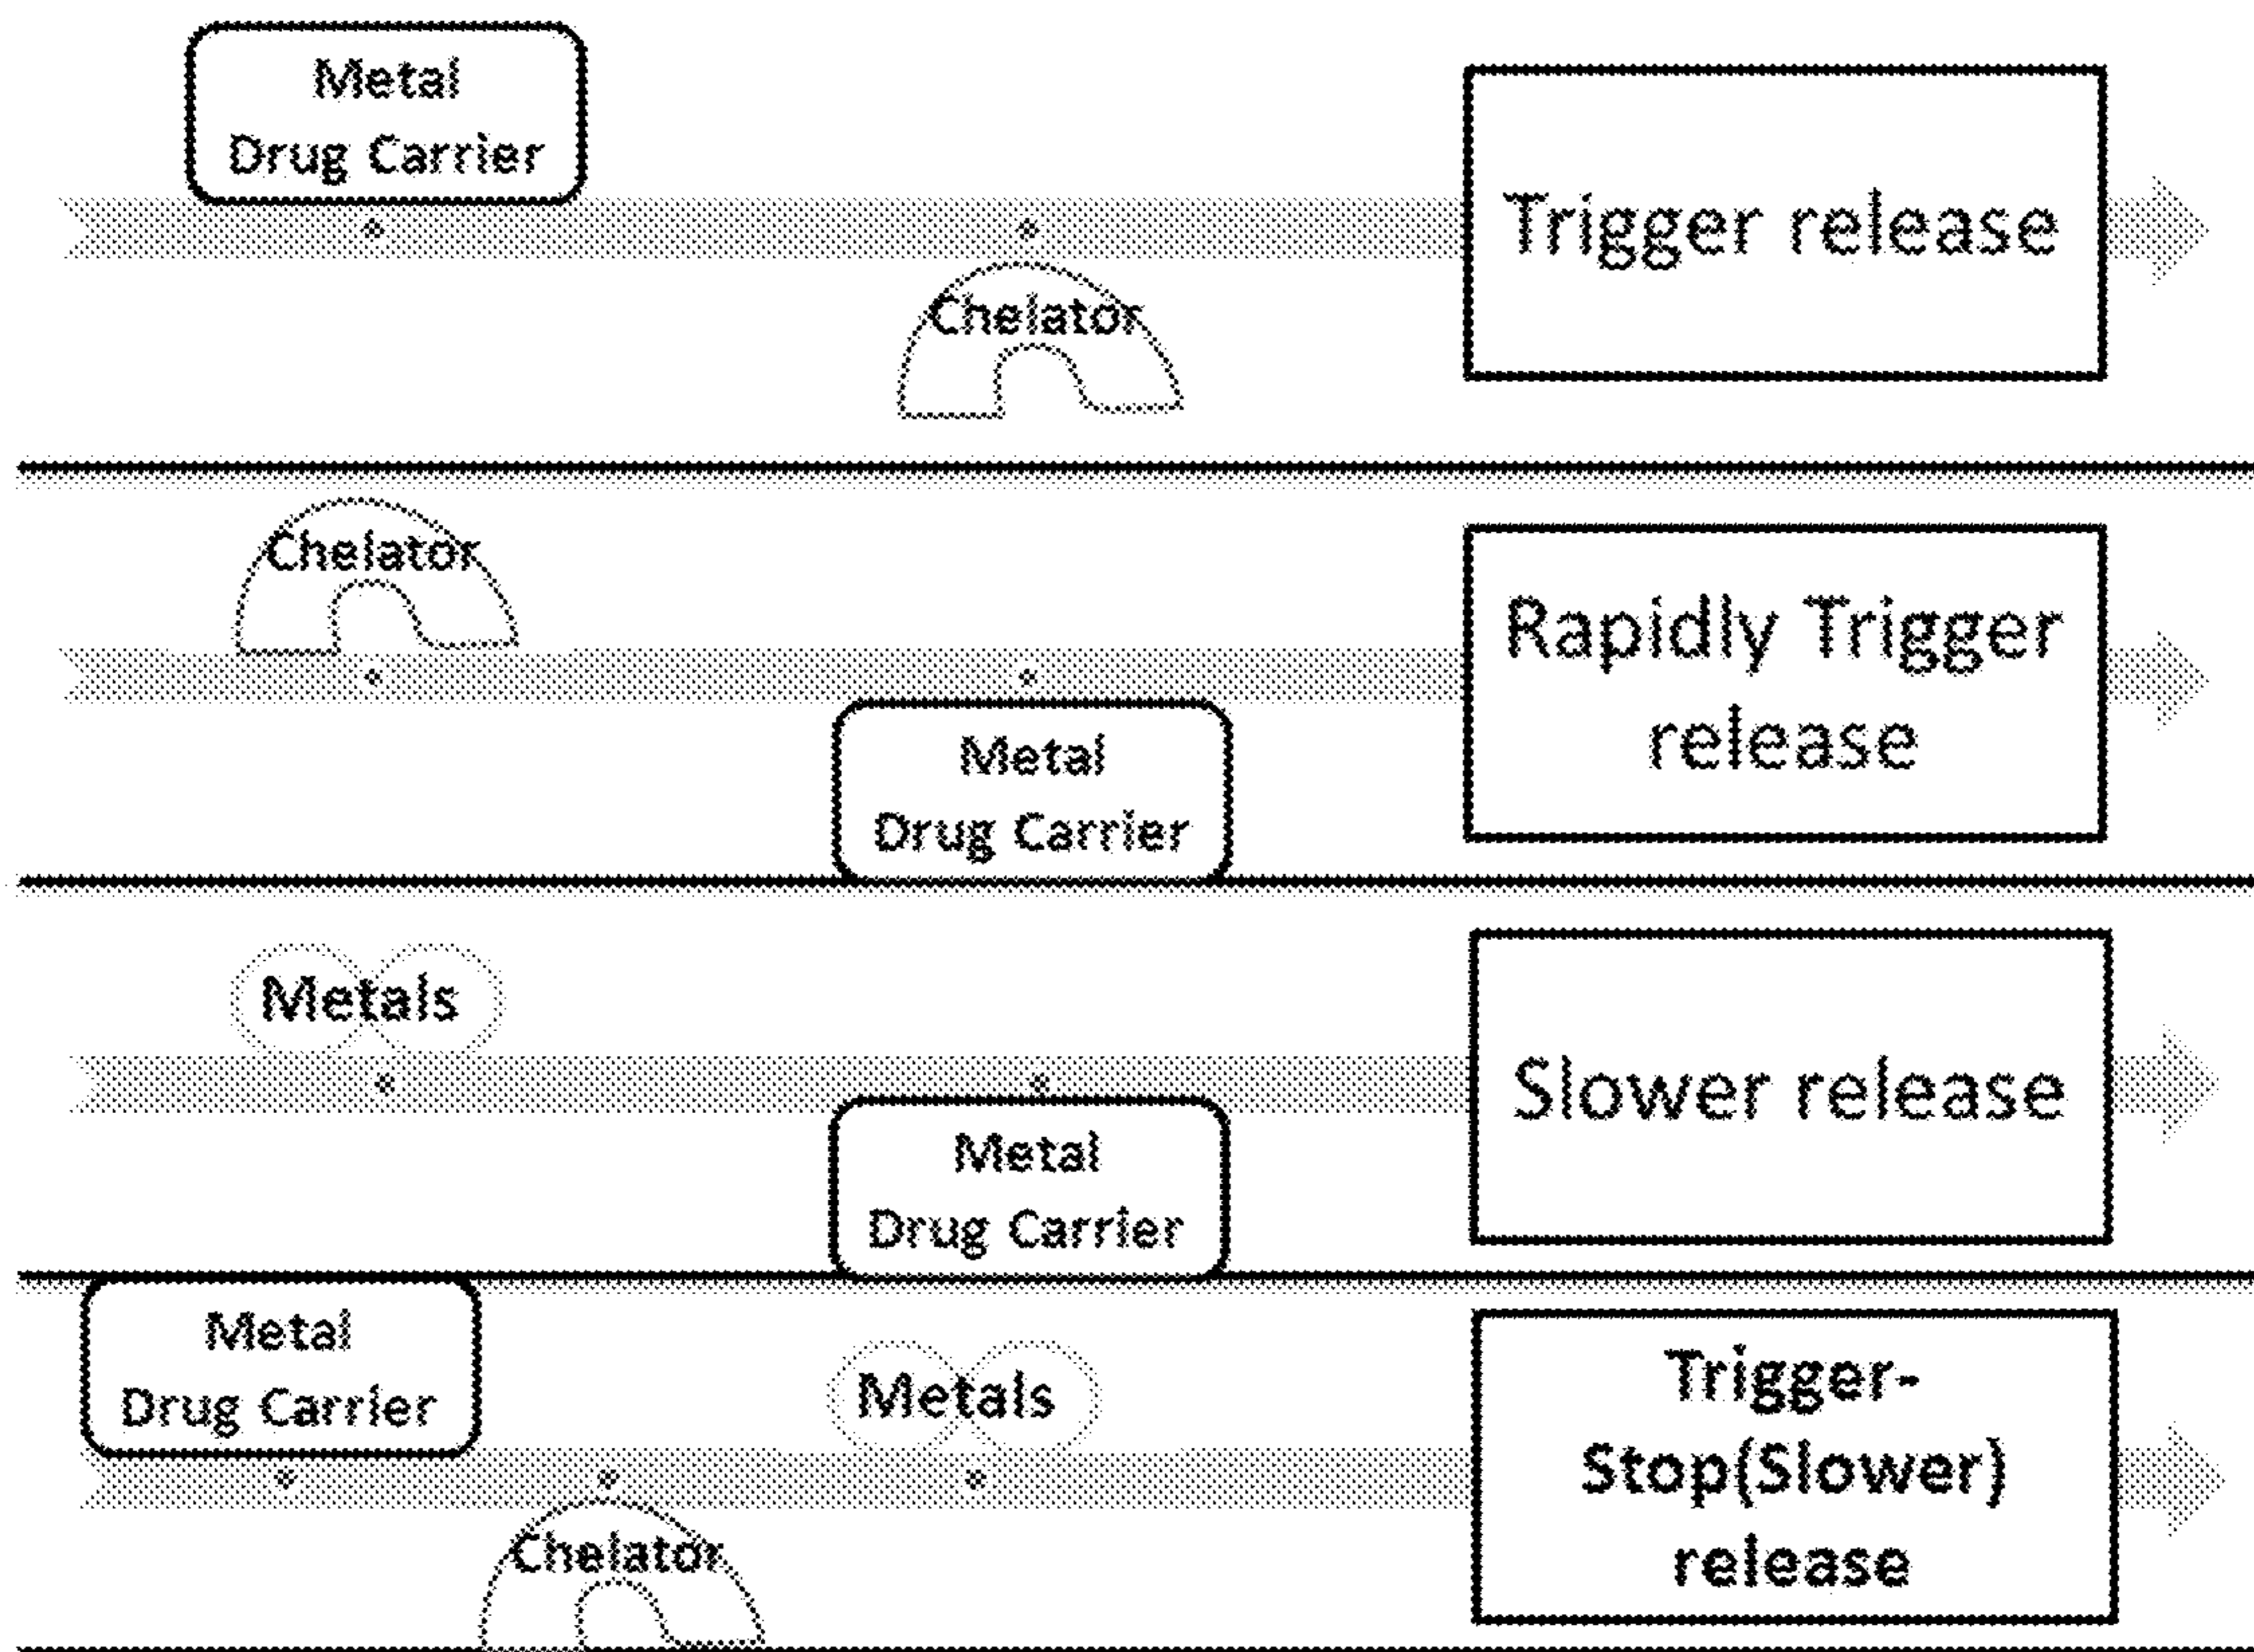 Metal
Drug Carrier
Trigger release
Chelator
Chelator
Rapidly Trigger
release
Metal
Drug Carrier
Metals
Slower release
Metal
Drug Carrier
Metal
Drug Carrier
Metals
Trigger-
Stop(Slower)
release
Chelator